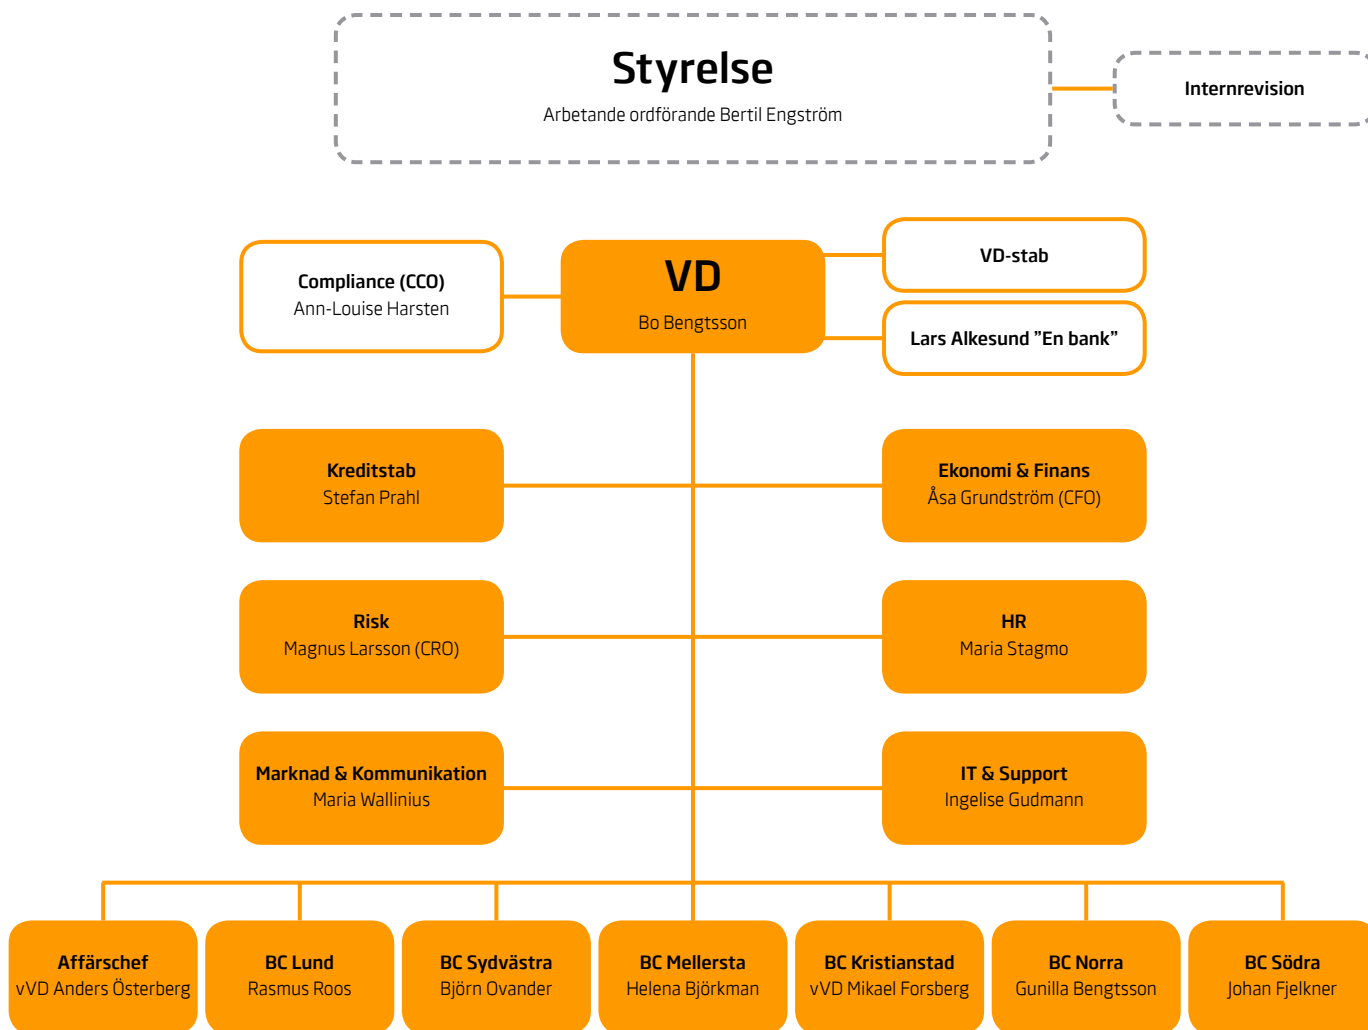 Styrelse
Arbetande ordförande Bertil Engström
Internrevision
Compliance (CCO)
Ann-Louise Harsten
VD
Bo Bengtsson
VD-stab
Lars Alkesund ”En bank”
Kreditstab
Stefan Prahl
Ekonomi & Finans
Åsa Grundström (CFO)
Risk
Magnus Larsson (CRO)
HR
Maria Stagmo
Marknad & Kommunikation
Maria Wallinius
IT & Support
Ingelise Gudmann
Affärschef
vVD Anders Österberg
BC Lund
Rasmus Roos
BC Sydvästra
Björn Ovander
BC Mellersta
Helena Björkman
BC Kristianstad
vVD Mikael Forsberg
BC Norra
Gunilla Bengtsson
BC Södra
Johan Fjelkner